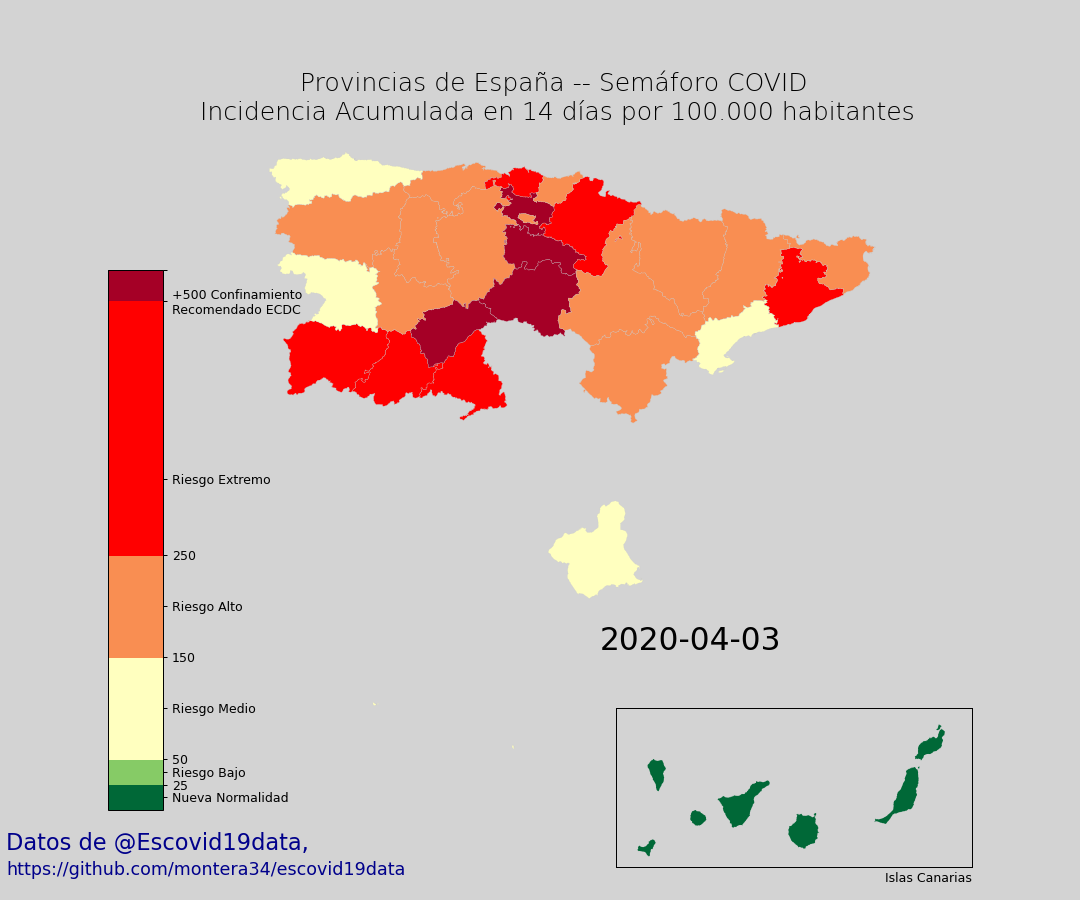 Provincias de España -- Semáforo COVID
Incidencia Acumulada en 14 días por 100.000 habitantes
+500 Confinamiento
Recomendado ECDC
Riesgo Extremo
250
Riesgo Alto
150
Riesgo Medio
50
Riesgo Bajo
25
Nueva Normalidad
2020-04-03
Islas Canarias
Datos de @Escovid19data,
https://github.com/montera34/escovid19data